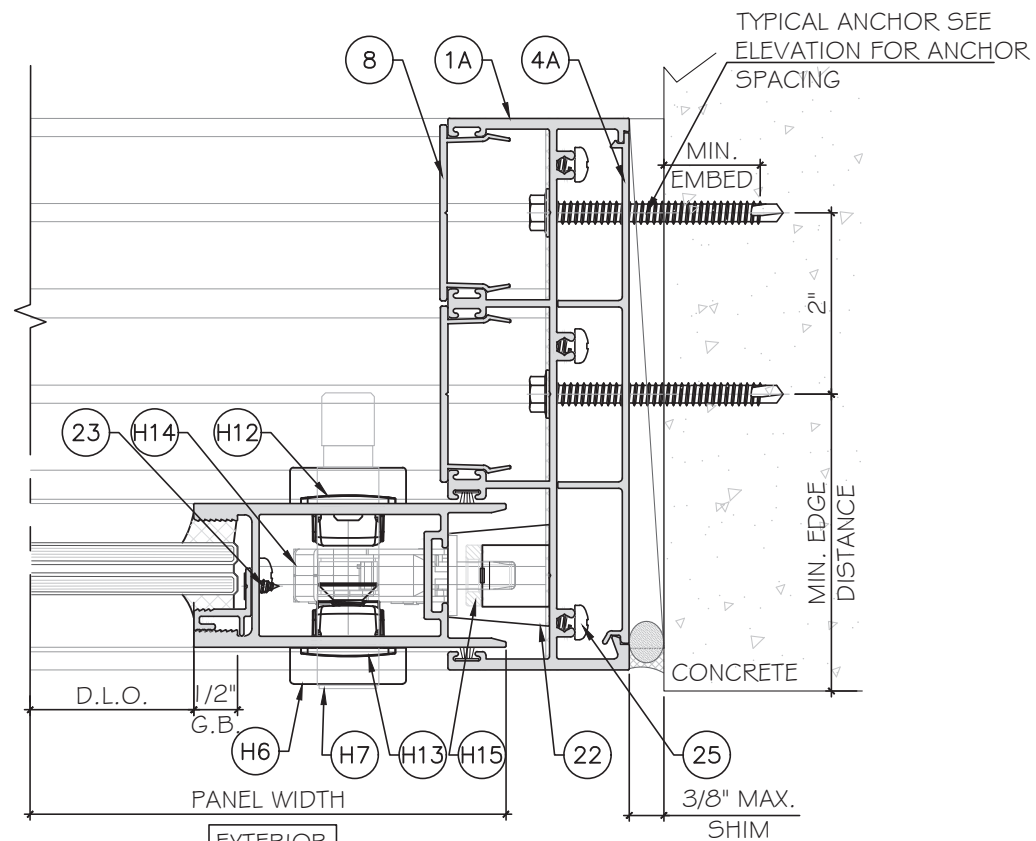 TYPICAL ANCHOR SEE
ELEVATION FOR ANCHOR
SPACING
8
1A
4A
MIN.
EMBED
2"
23
H14
H12
MIN. EDGE
DISTANCE
CONCRETE
D.L.O.
1/2"
G.B.
H6
H7
H13
H15
22
25
PANEL WIDTH
3/8" MAX.
SHIM
EXTERIOR